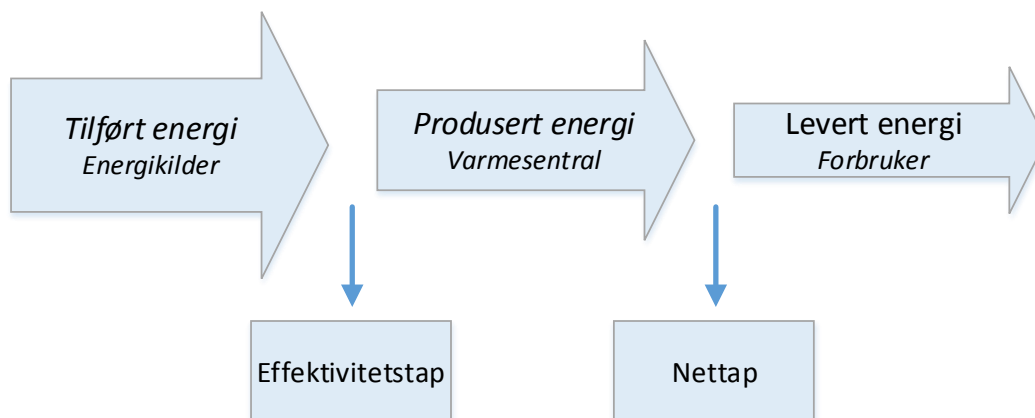 Tilført energi
Energikilder
Produsert energi
Varmesentral
Levert energi
Forbruker
Effektivitetstap
Nettap